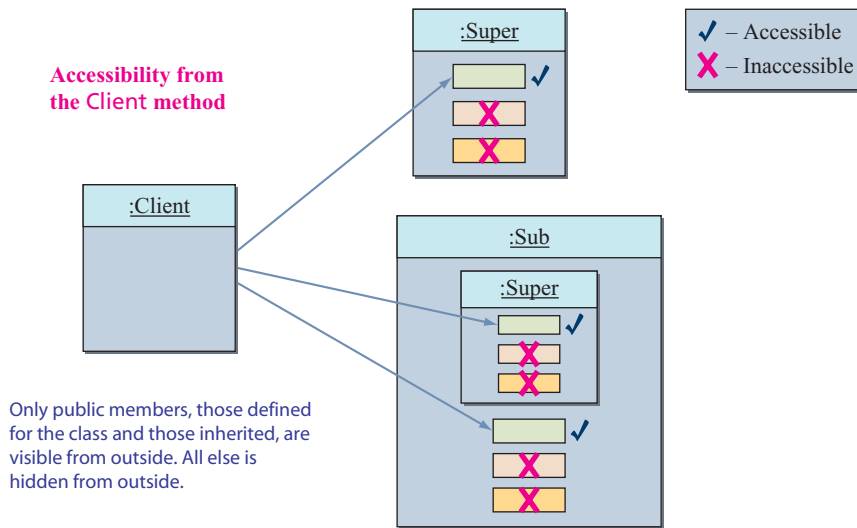 :Super
– Accessible
– Inaccessible
Accessibility from
the Client method
:Client
:Sub
:Super
Only public members, those defined
for the class and those inherited, are
visible from outside. All else is
hidden from outside.